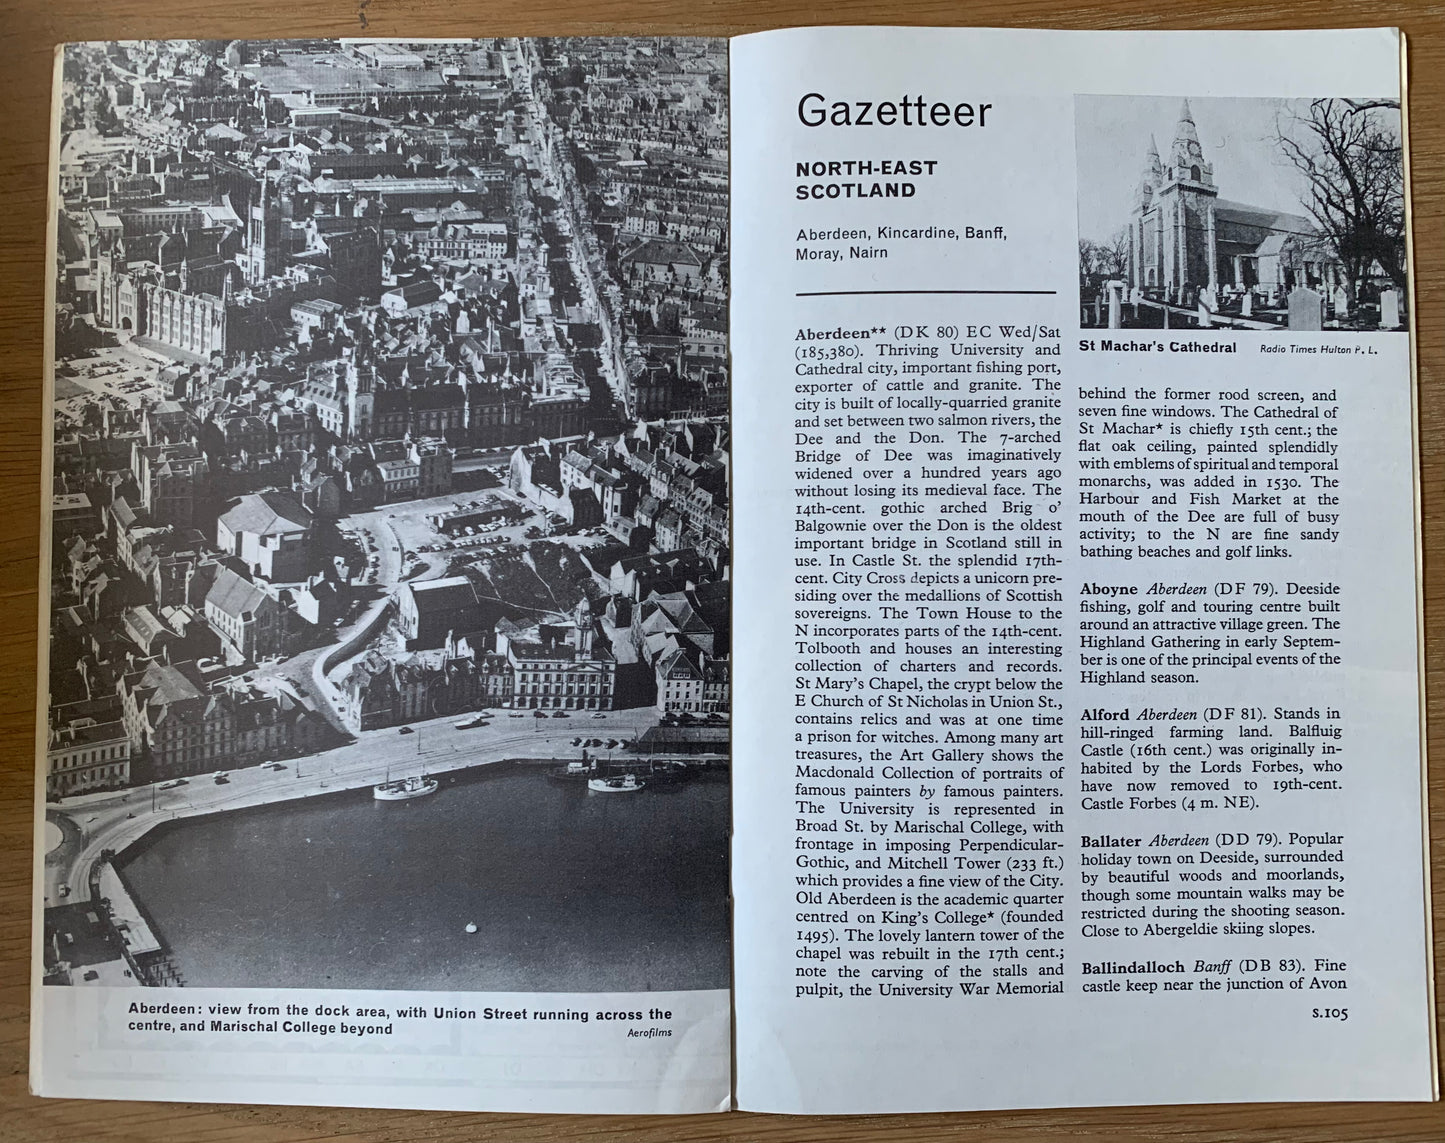 Aberdeen: view from the dock area, with Union Street running across the
centre, and Marischal College beyond
Aerofilms
Gazetteer
NORTH-EAST
SCOTLAND
Aberdeen, Kincardine, Banff,
Moray, Nairn
Aberdeen** (DK 80) EC Wed/Sat
(185,380). Thriving University and
Cathedral city, important fishing port,
exporter of cattle and granite. The
city is built of locally-quarried granite
and set between two salmon rivers, the
Dee and the Don. The 7-arched
Bridge of Dee was imaginatively
widened over a hundred years ago
without losing its medieval face. The
14th-cent. gothic arched Brig o'
Balgownie over the Don is the oldest
important bridge in Scotland still in
use. In Castle St. the splendid 17th-
cent. City Cross depicts a unicorn pre-
siding over the medallions of Scottish
sovereigns. The Town House to the
N incorporates parts of the 14th-cent.
Tolbooth and houses an interesting
collection of charters and records.
St Mary's Chapel, the crypt below the
E Church of St Nicholas in Union St.,
contains relics and was at one time
a prison for witches. Among many art
treasures, the Art Gallery shows the
Macdonald Collection of portraits of
famous painters by famous painters.
The University is represented in
Broad St. by Marischal College, with
frontage in imposing Perpendicular-
Gothic, and Mitchell Tower (233 ft.)
which provides a fine view of the City.
Old Aberdeen is the academic quarter
centred on King's College* (founded
1495). The lovely lantern tower of the
chapel was rebuilt in the 17th cent.;
note the carving of the stalls and
pulpit, the University War Memorial
St Machar's Cathedral Radio Times Hulton P. L.
behind the former rood screen, and
seven fine windows. The Cathedral of
St Machar* is chiefly 15th cent.; the
flat oak ceiling, painted splendidly
with emblems of spiritual and temporal
monarchs, was added in 1530. The
Harbour and Fish Market at the
mouth of the Dee are full of busy
activity; to the N are fine sandy
bathing beaches and golf links.
Aboyne Aberdeen (DF 79). Deeside
fishing, golf and touring centre built
around an attractive village green. The
Highland Gathering in early Septem-
ber is one of the principal events of the
Highland season.
Alford Aberdeen (DF 81). Stands in
hill-ringed farming land. Balfluig
Castle (16th cent.) was originally in-
habited by the Lords Forbes, who
have now removed to 19th-cent.
Castle Forbes (4 m. NE).
Ballater Aberdeen (DD 79). Popular
holiday town on Deeside, surrounded
by beautiful woods and moorlands,
though some mountain walks may be
restricted during the shooting season.
Close to Abergeldie skiing slopes.
Ballindalloch Banff (DB 83). Fine
castle keep near the junction of Avon
S.105